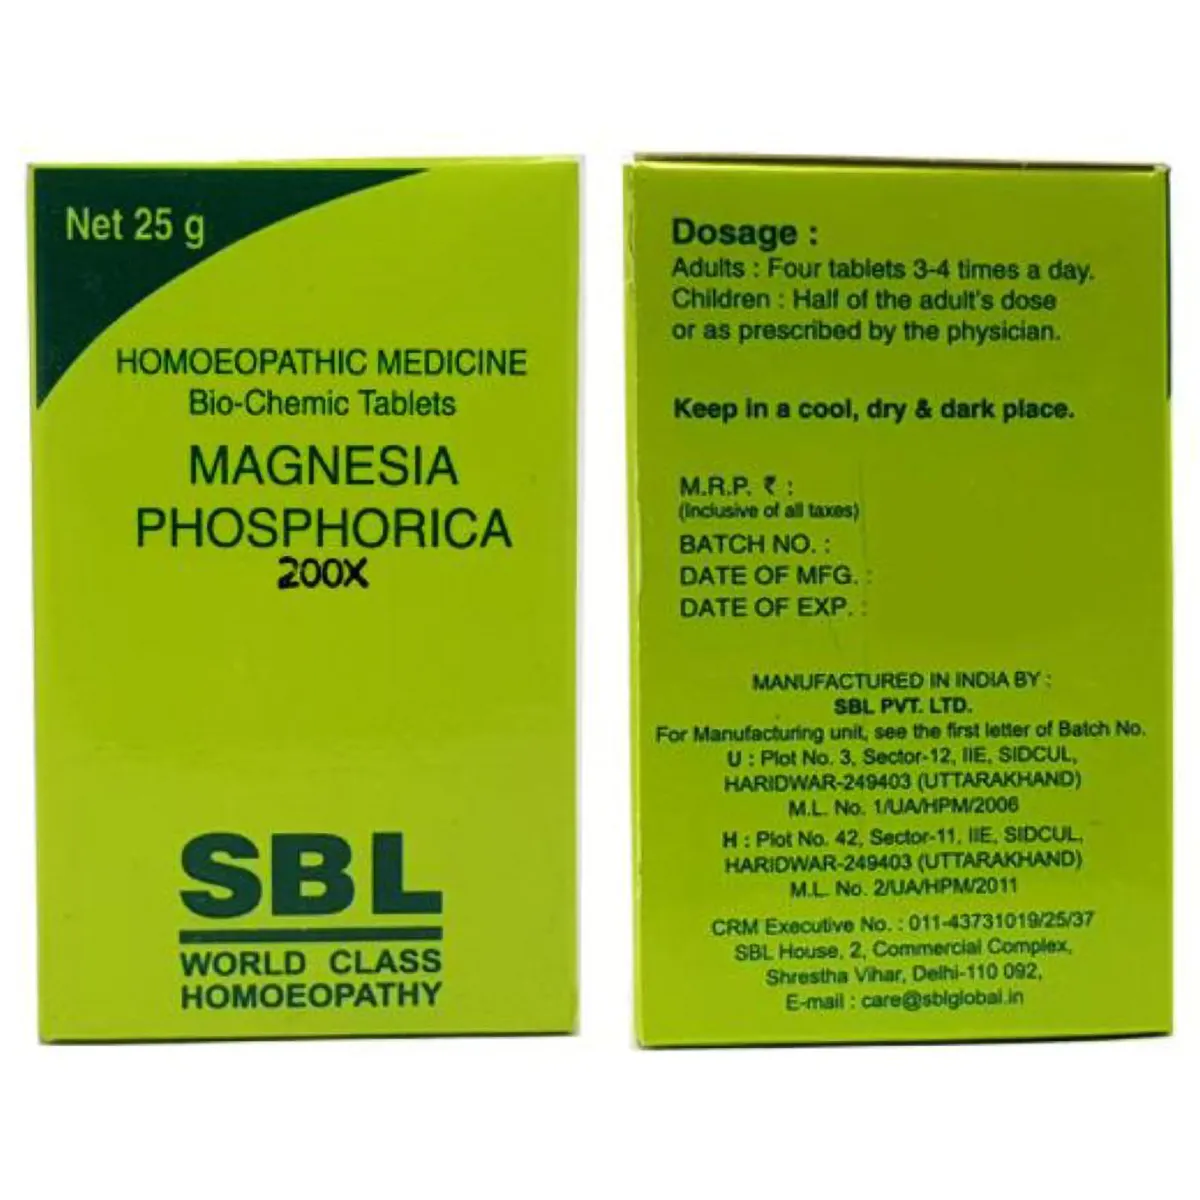 Net 25 g
HOMOEOPATHIC MEDICINE
Bio-Chemic Tablets
MAGNESIA
PHOSPHORICA
200X
SBL
WORLD CLASS
HOMOEOPATHY
Dosage :
Adults : Four tablets 3-4 times a day.
Children : Half of the adult's dose
or as prescribed by the physician.
Keep in a cool, dry & dark place.
M.R.P. ₹ :
(Inclusive of all taxes)
BATCH NO. :
DATE OF MFG. :
DATE OF EXP. :
MANUFACTURED IN INDIA BY :
SBL PVT. LTD.
For Manufacturing unit, see the first letter of Batch No.
U : Plot No. 3, Sector-12, IIE, SIDCUL,
HARIDWAR-249403 (UTTARAKHAND)
M.L. No. 1/UA/HPM/2006
H : Plot No. 42, Sector-11, IIE, SIDCUL,
HARIDWAR-249403 (UTTARAKHAND)
M.L. No. 2/UA/HPM/2011
CRM Executive No. : 011-43731019/25/37
SBL House, 2, Commercial Complex,
Shrestha Vihar, Delhi-110 092,
E-mail : care@sblglobal.in